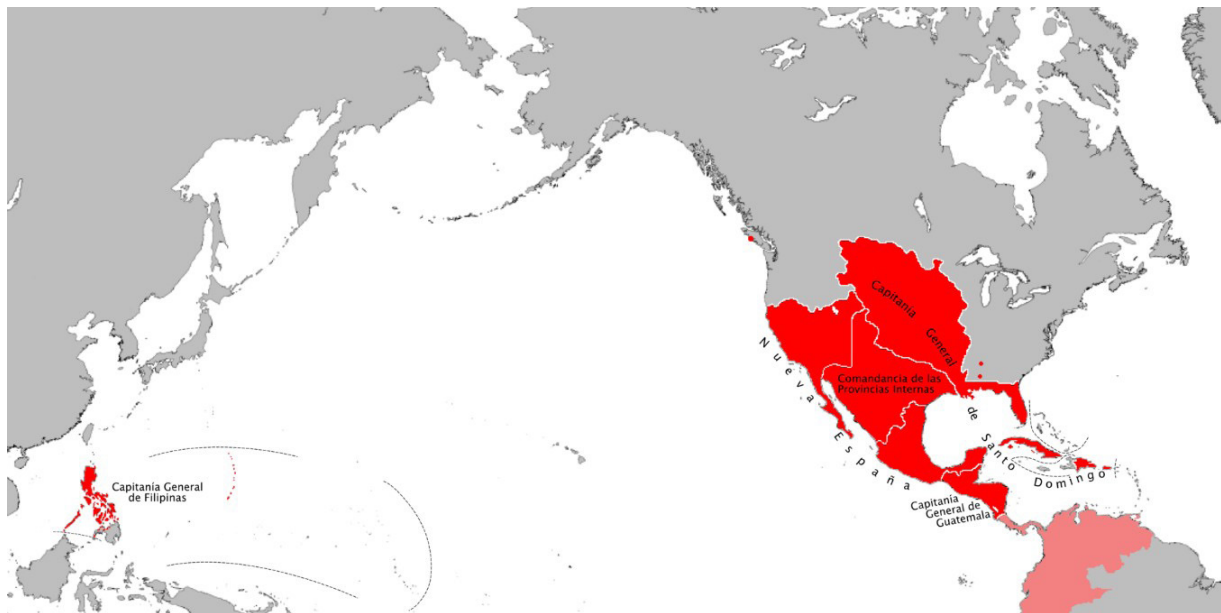 Capitanía General
de Santo
Domingo
Comandancia de las
Provincias Internas
Nueva España
Capitanía
General de
Guatemala
Capitanía General
de Filipinas